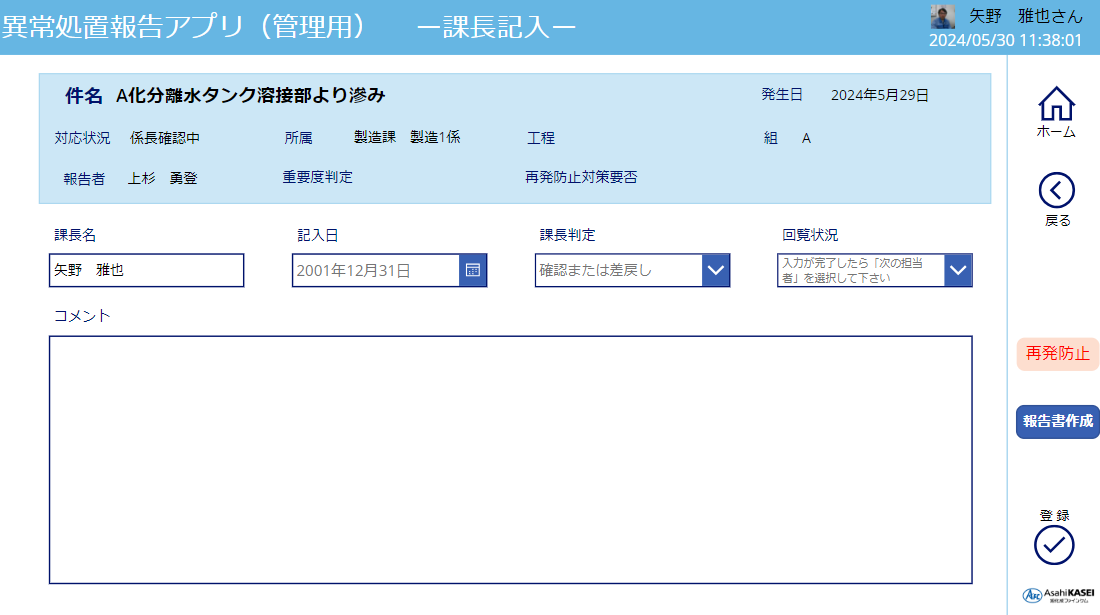 異常処置報告アプリ（管理用）　ー課長記入ー
矢野　雅也さん
2024/05/30 11:38:01
件名 A化分離水タンク溶接部より滲み
発生日 2024年5月29日
対応状況 係長確認中 所属 製造課　製造1係 工程 組 A
報告者 上杉　勇登 重要度判定 再発防止対策要否
課長名 記入日 課長判定 回覧状況
矢野　雅也 2001年12月31日 確認または差戻し 入力が完了したら「次の担当
者」を選択して下さい
コメント
ホーム
戻る
再発防止
報告書作成
登 録
AsahiKASEI